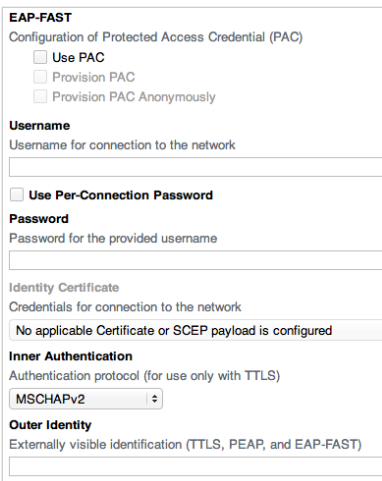 EAP-FAST
Configuration of Protected Access Credential (PAC)
Use PAC
Provision PAC
Provision PAC Anonymously
Username
Username for connection to the network
Use Per-Connection Password
Password
Password for the provided username
Identity Certificate
Credentials for connection to the network
No applicable Certificate or SCEP payload is configured
Inner Authentication
Authentication protocol (for use only with TTLS)
MSCHAPv2
Outer Identity
Externally visible identification (TTLS, PEAP, and EAP-FAST)